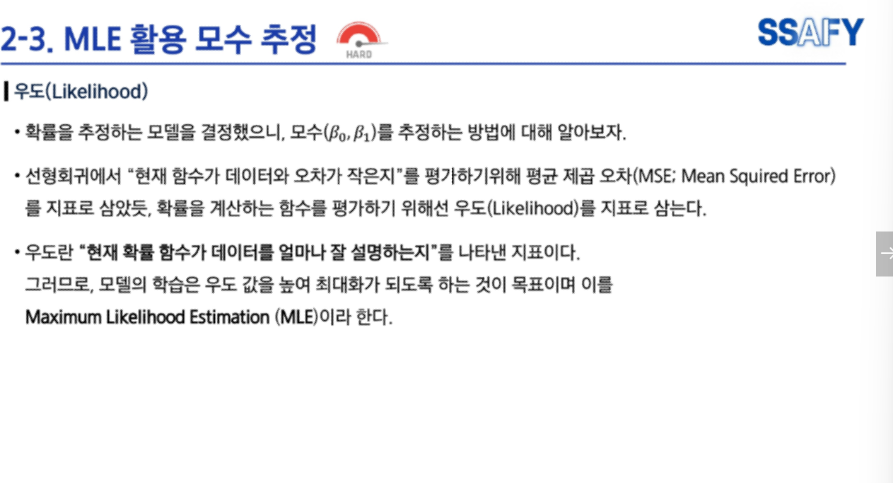 2-3. MLE 활용 모수 추정
HARD
SSAFY
우도(Likelihood)
• 확률을 추정하는 모델을 결정했으니, 모수(β₀, β₁)를 추정하는 방법에 대해 알아보자.
• 선형회귀에서 “현재 함수가 데이터와 오차가 작은지”를 평가하기위해 평균 제곱 오차(MSE; Mean Squired Error)
를 지표로 삼았듯, 확률을 계산하는 함수를 평가하기 위해선 우도(Likelihood)를 지표로 삼는다.
• 우도란 “현재 확률 함수가 데이터를 얼마나 잘 설명하는지”를 나타낸 지표이다.
그러므로, 모델의 학습은 우도 값을 높여 최대화가 되도록 하는 것이 목표이며 이를
Maximum Likelihood Estimation (MLE)이라 한다.